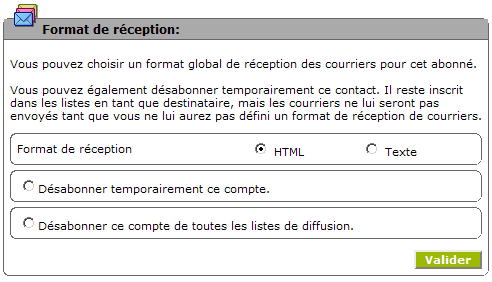 Format de réception:
Vous pouvez choisir un format global de réception des courriers pour cet abonné.
Vous pouvez également désabonner temporairement ce contact. Il reste inscrit
dans les listes en tant que destinataire, mais les courriers ne lui seront pas
envoyés tant que vous ne lui aurez pas défini un format de réception de courriers.
Format de réception HTML Texte
Désabonner temporairement ce compte.
Désabonner ce compte de toutes les listes de diffusion.
Valider